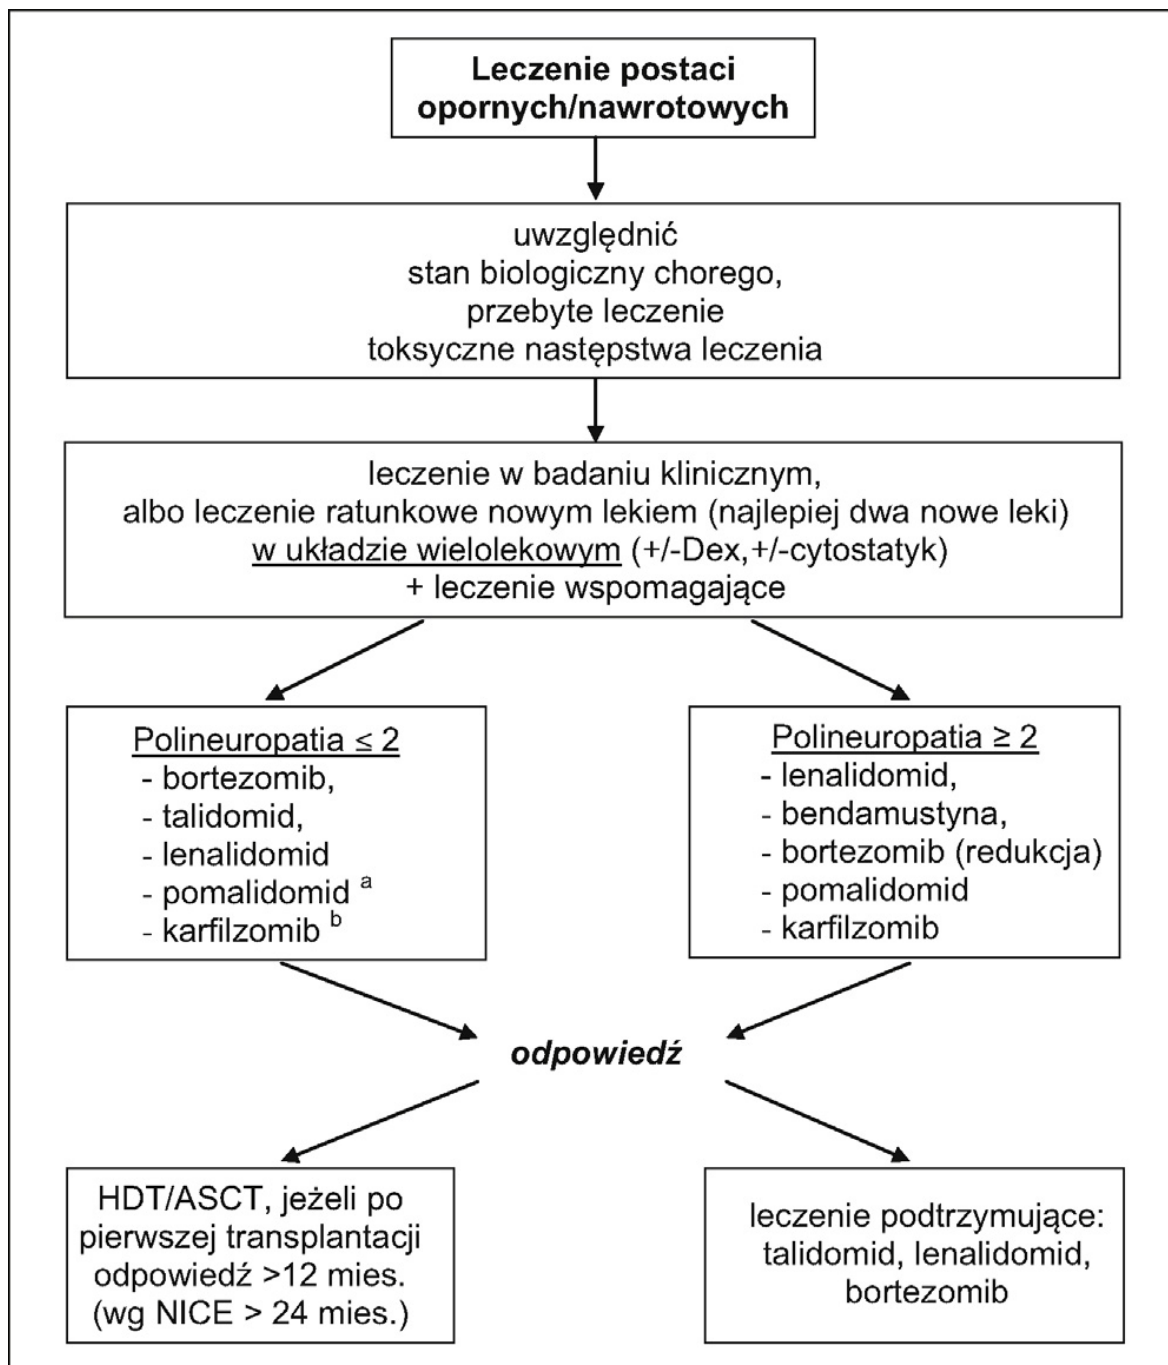 Leczenie postaci
opornych/nawrotowych
uwzględnić
stan biologiczny chorego,
przebyte leczenie
toksyczne następstwa leczenia
leczenie w badaniu klinicznym,
albo leczenie ratunkowe nowym lekiem (najlepiej dwa nowe leki)
w układzie wielolekowym (+/-Dex,+/-cytostatyk)
+ leczenie wspomagające
Polineuropatia ≤ 2
- bortezomib,
- talidomid,
- lenalidomid
- pomalidomid a
- karfilzomib b
Polineuropatia ≥ 2
- lenalidomid,
- bendamustyna,
- bortezomib (redukcja)
- pomalidomid
- karfilzomib
odpowiedź
HDT/ASCT, jeżeli po
pierwszej transplantacji
odpowiedź >12 mies.
(wg NICE > 24 mies.)
leczenie podtrzymujące:
talidomid, lenalidomid,
bortezomib